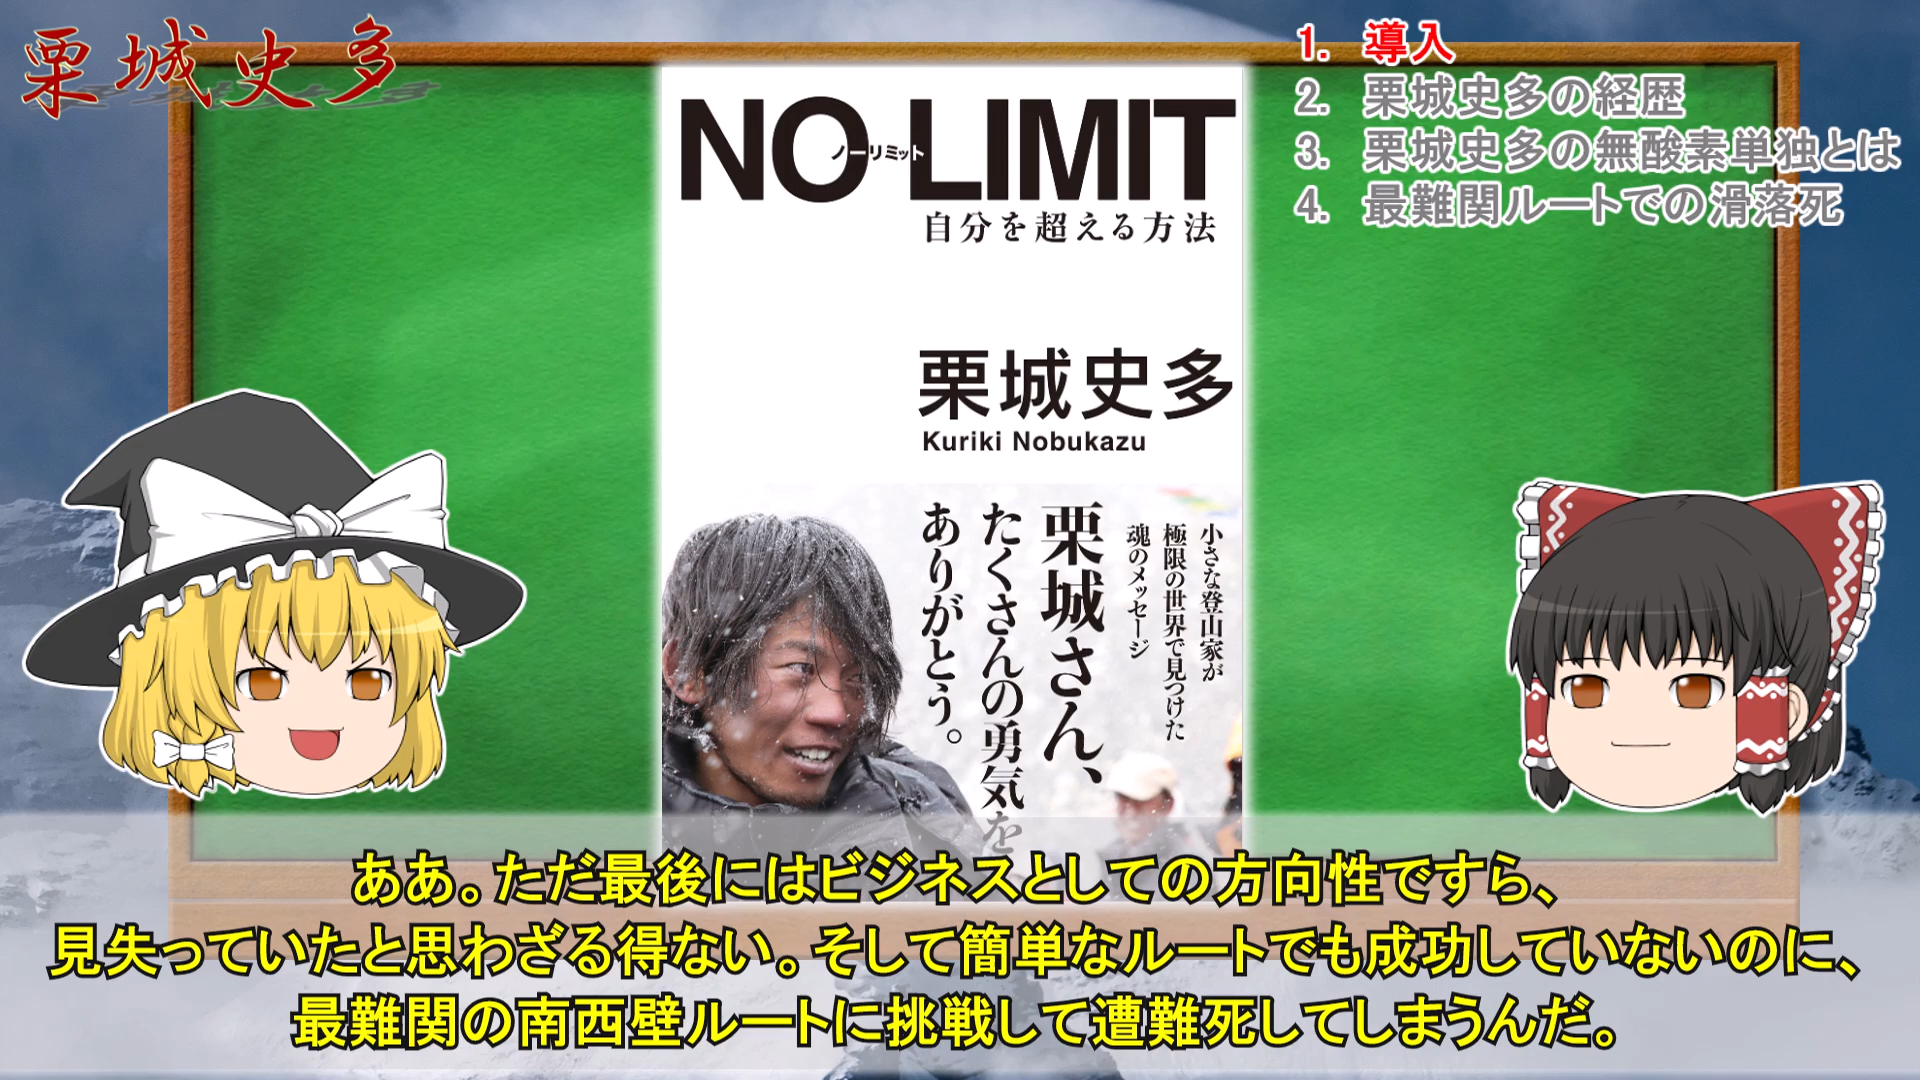 栗城史多
1. 導入
2. 栗城史多の経歴
3. 栗城史多の無酸素単独とは
4. 最難関ルートでの滑落死
NO LIMIT
ノーリミット
自分を超える方法
栗城史多
Kuriki Nobukazu
小さな登山家が
極限の世界で見つけた
魂のメッセージ
栗城さん、
たくさんの勇気を
ありがとう。
ああ。ただ最後にはビジネスとしての方向性ですら、
見失っていたと思わざる得ない。そして簡単なルートでも成功していないのに、
最難関の南西壁ルートに挑戦して遭難死してしまうんだ。